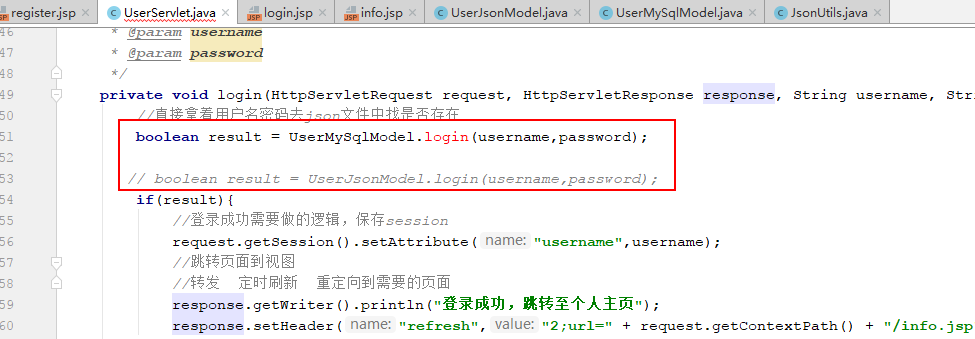 register.jsp UserServlet.java login.jsp info.jsp UserJsonModel.java UserMySqlModel.java JsonUtils.java
46 * @param username
47 * @param password
48 */
49 private void login(HttpServletRequest request, HttpServletResponse response, String username, Str
50 //直接拿着用户名密码去json文件中找是否存在
51 boolean result = UserMySqlModel.login(username,password);
52
53 // boolean result = UserJsonModel.login(username,password);
54 if(result){
55 //登录成功需要做的逻辑，保存session
56 request.getSession().setAttribute( name: "username",username);
57 //跳转页面到视图
58 //转发 定时刷新 重定向到需要的页面
59 response.getWriter().println("登录成功，跳转至个人主页");
60 response.setHeader( name: "refresh", value: "2;url=" + request.getContextPath() + "/info.jsp